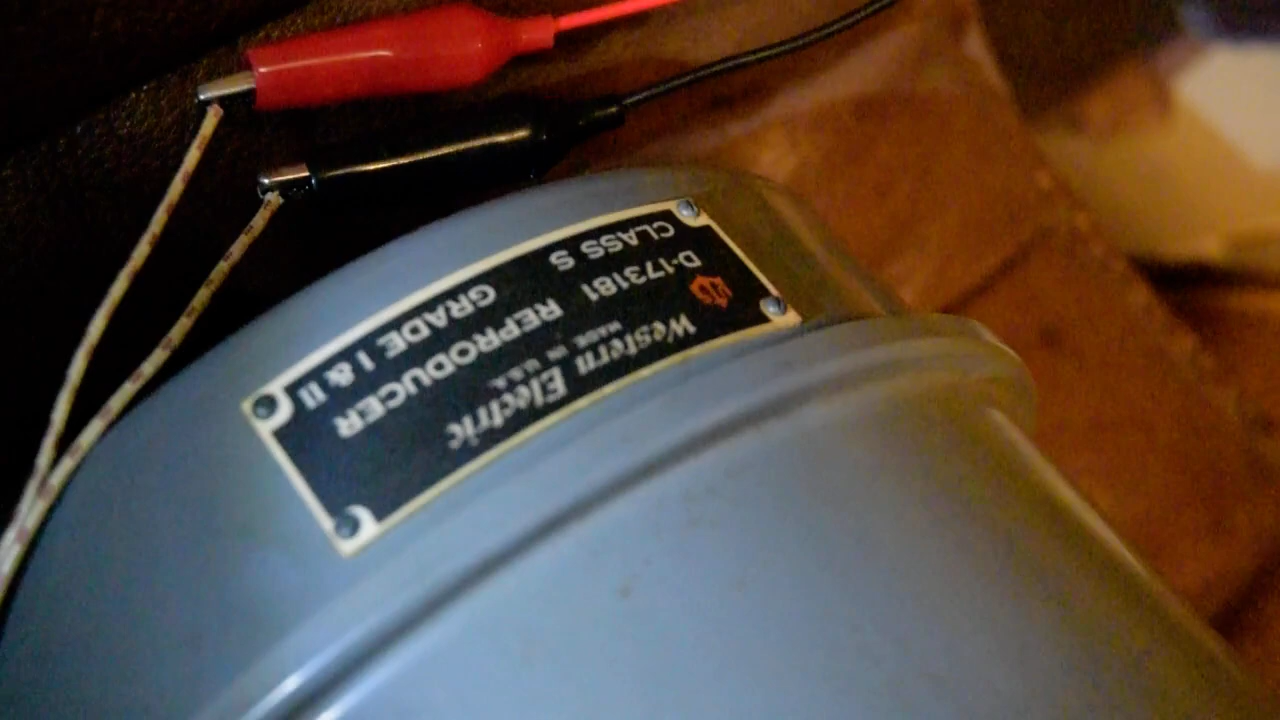 Western Electric
MADE IN U.S.A.
D-173181 REPRODUCER
CLASS S GRADE I & II